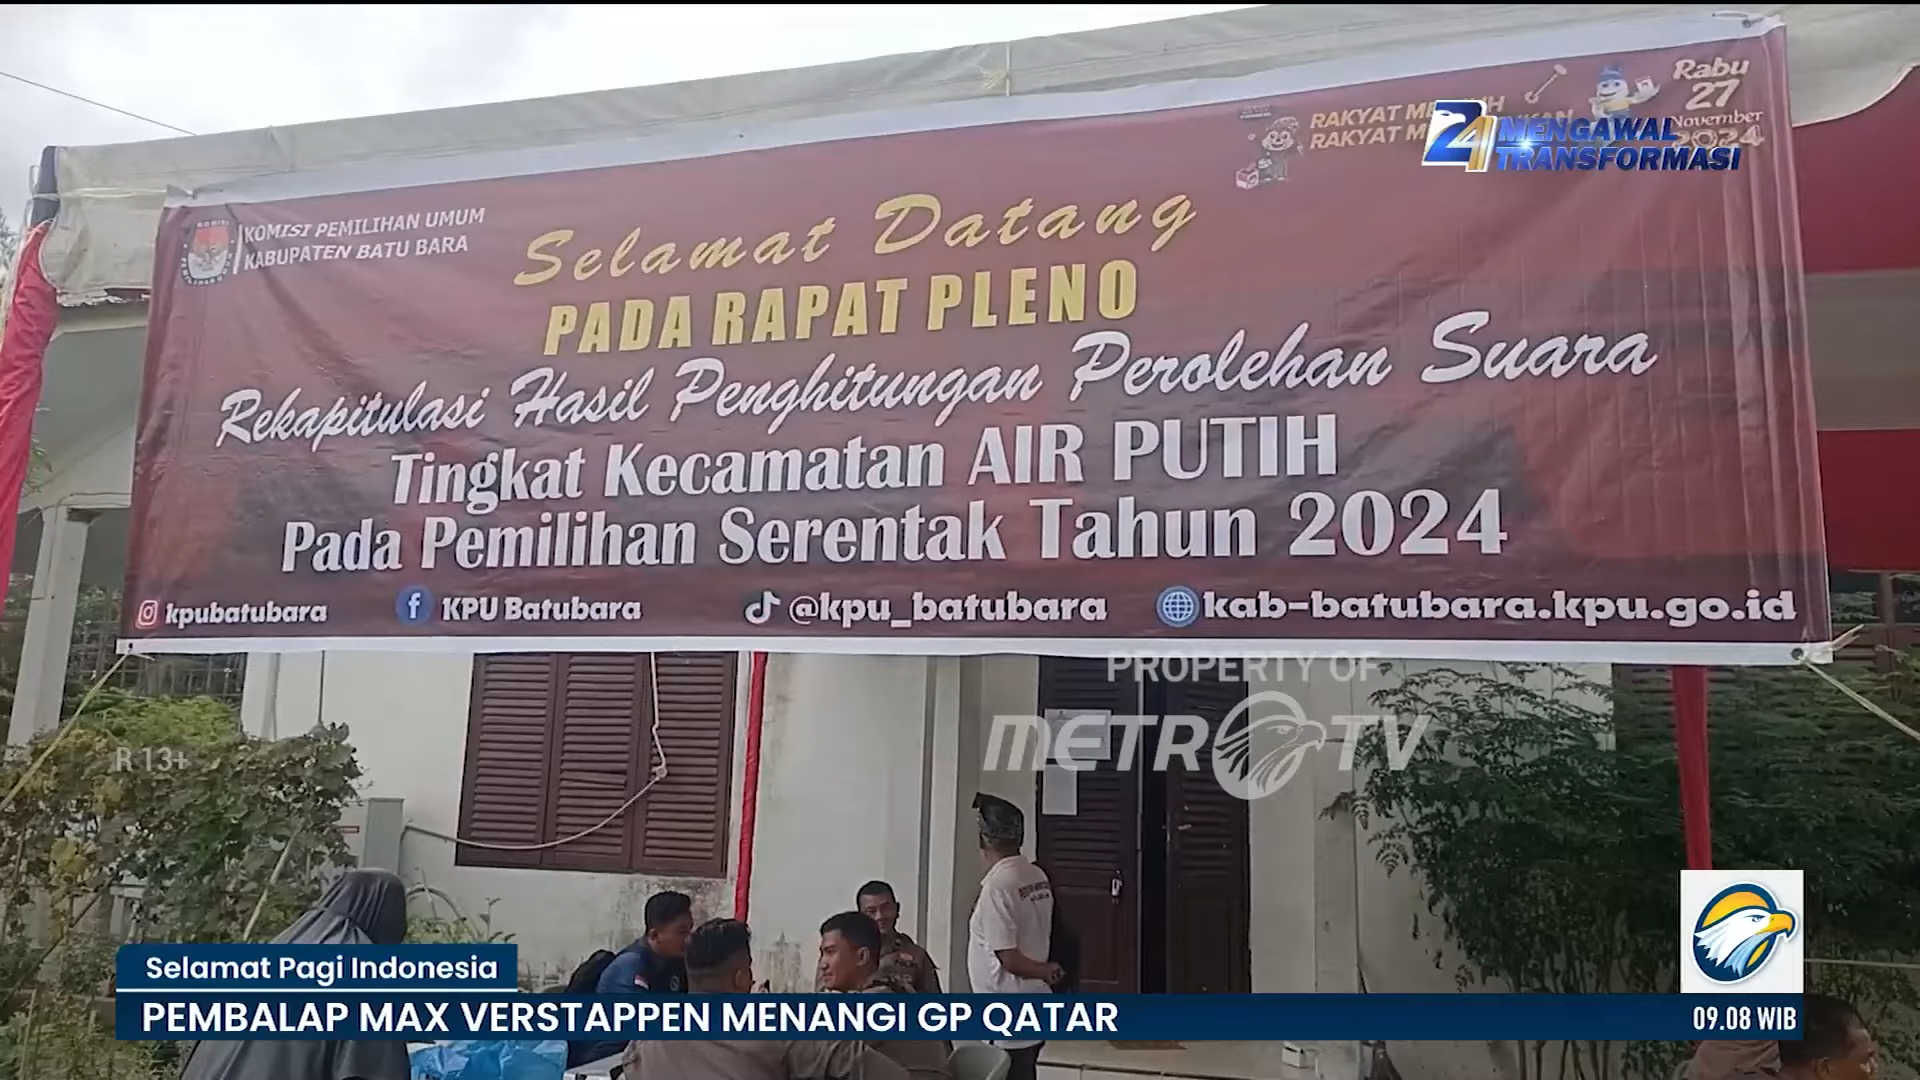 KOMISI PEMILIHAN UMUM
KABUPATEN BATU BARA
RAKYAT
RAKYAT
Rabu
27
November
2024
24 MENGAWAL
TRANSFORMASI
Selamat Datang
PADA RAPAT PLENO
Rekapitulasi Hasil Penghitungan Perolehan Suara
Tingkat Kecamatan AIR PUTIH
Pada Pemilihan Serentak Tahun 2024
kpubatubara
KPU Batubara
@kpu_batubara
kab-batubara.kpu.go.id
PROPERTY OF
METRO TV
R 13+
Selamat Pagi Indonesia
PEMBALAP MAX VERSTAPPEN MENANGI GP QATAR
09.08 WIB